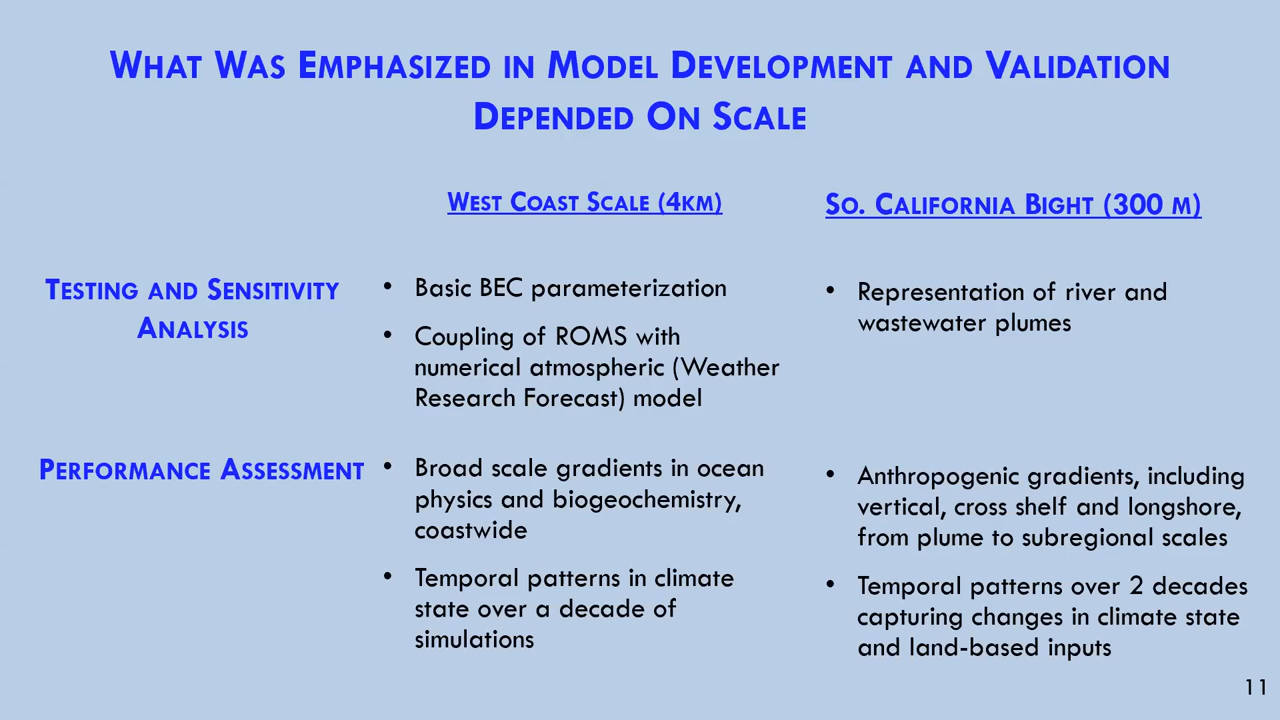 WHAT WAS EMPHASIZED IN MODEL DEVELOPMENT AND VALIDATION
DEPENDED ON SCALE
WEST COAST SCALE (4KM)
SO. CALIFORNIA BIGHT (300 M)
TESTING AND SENSITIVITY
ANALYSIS
• Basic BEC parameterization
• Coupling of ROMS with
numerical atmospheric (Weather
Research Forecast) model
• Representation of river and
wastewater plumes
PERFORMANCE ASSESSMENT
• Broad scale gradients in ocean
physics and biogeochemistry,
coastwide
• Temporal patterns in climate
state over a decade of
simulations
• Anthropogenic gradients, including
vertical, cross shelf and longshore,
from plume to subregional scales
• Temporal patterns over 2 decades
capturing changes in climate state
and land-based inputs
11